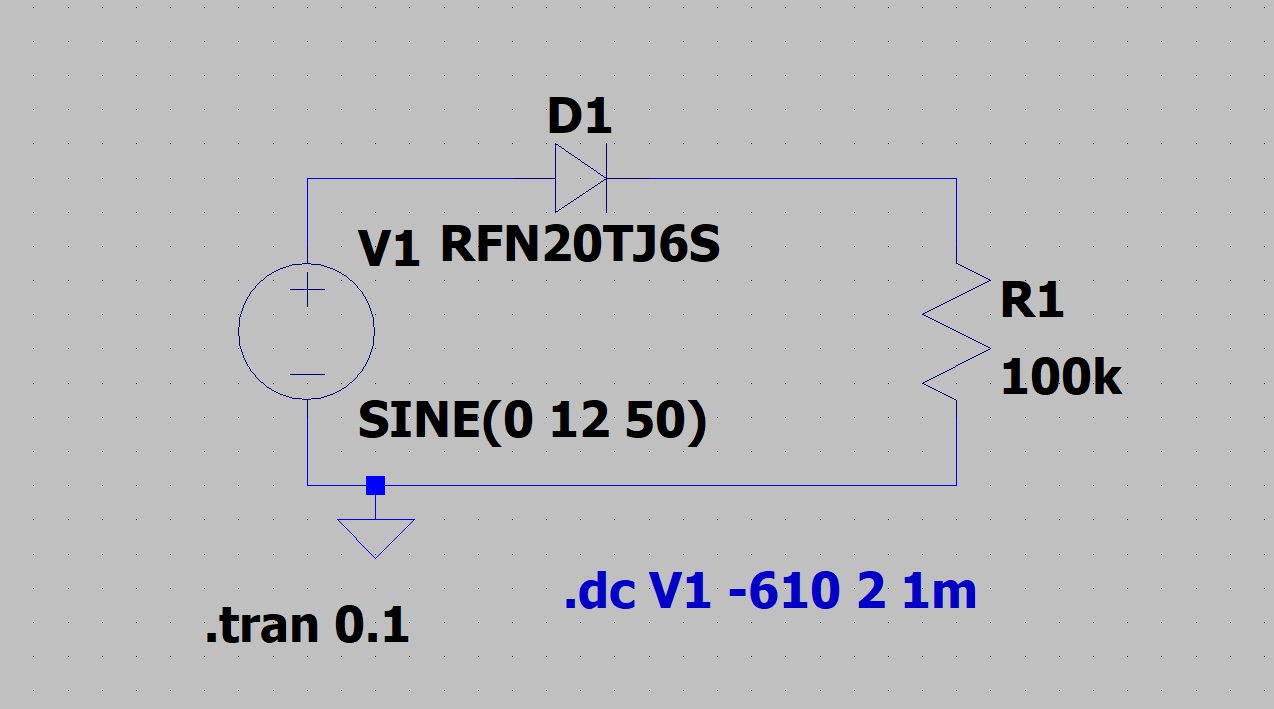 D1
V1 RFN20TJ6S
R1
100k
SINE(0 12 50)
.dc V1 -610 2 1m
.tran 0.1